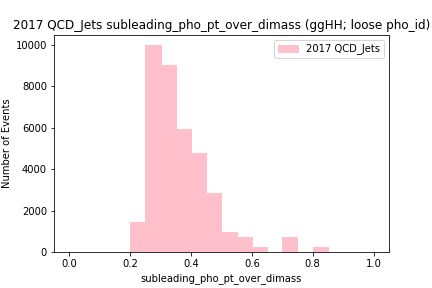 2017 QCD_Jets subleading_pho_pt_over_dimass (ggHH; loose pho_id)
2017 QCD_Jets
Number of Events
10000
8000
6000
4000
2000
0
0.0 0.2 0.4 0.6 0.8 1.0
subleading_pho_pt_over_dimass